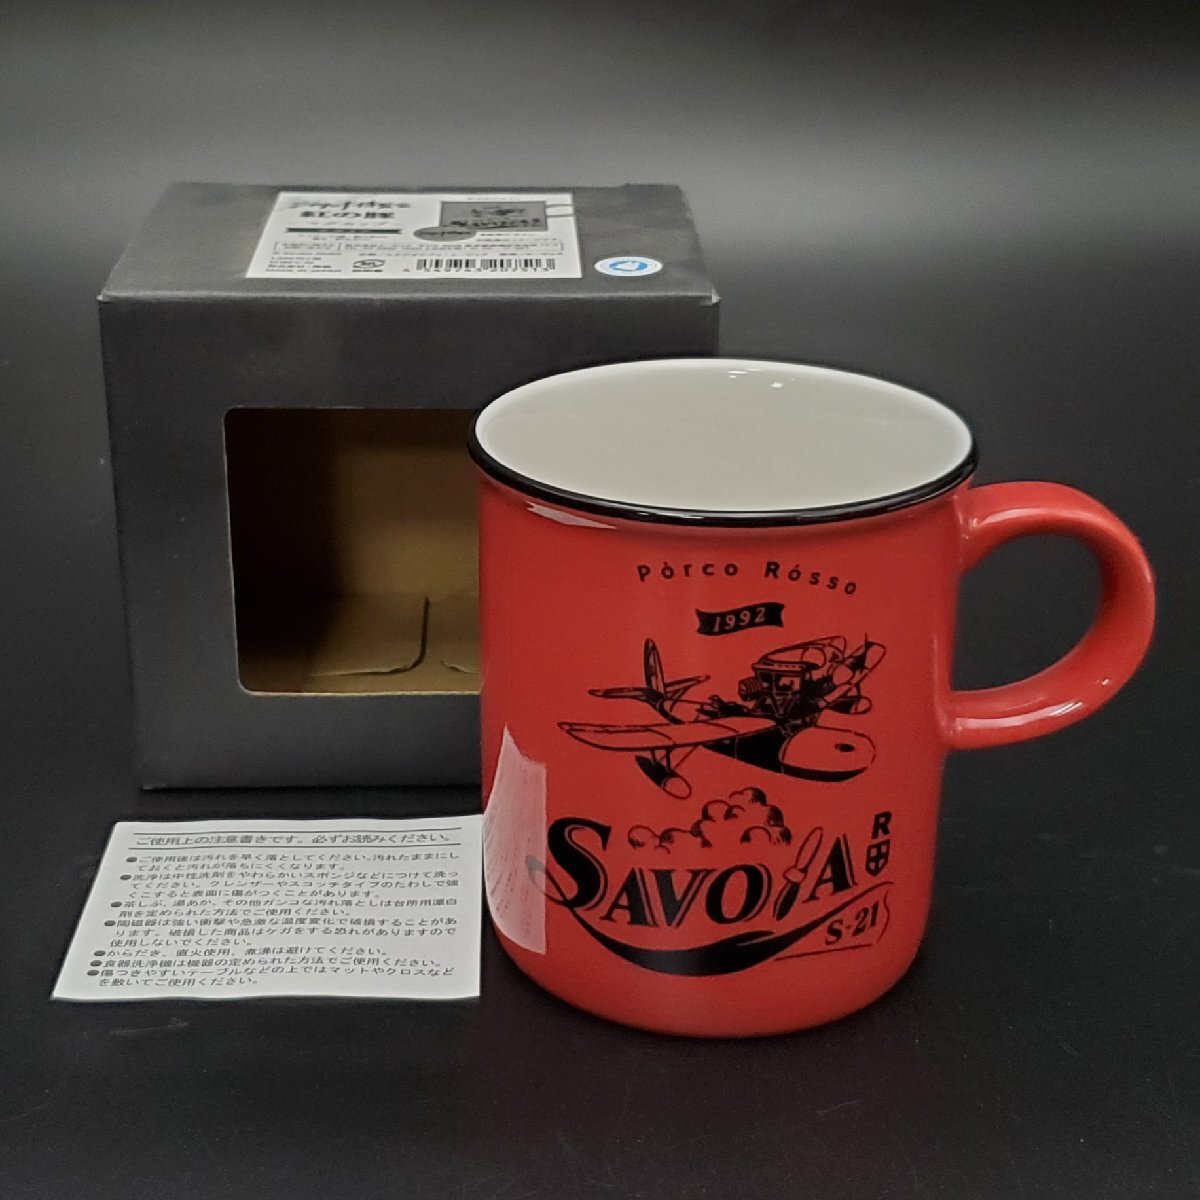 紅の豚
マグカップ
SAVOIA
4 943743 207513
Porco Rósso
1992
SAVOIA
S-21
R
ご使用上の注意書きです。必ずお読みください。
●ご使用後は汚れを早く落としてください。汚れたままにし
ておくと汚れが落ちにくくなります。
●洗浄は中性洗剤をやわらかいスポンジなどにつけて洗っ
てください。クレンザーやスコッチタイプのたわしで強
くこすると表面に傷がつくことがあります。
●茶しぶ、湯あか、その他ガンコな汚れ落としは台所用漂白
剤を定められた方法でご使用ください。
●陶磁器は強い衝撃や急激な温度変化で破損することがあ
ります。破損した商品はケガをする恐れがありますので
使用しないでください。
●からだき、直火使用、煮沸は避けてください。
●食器洗浄機は機器の定められた方法でご使用ください。
●傷つきやすいテーブルなどの上ではマットやクロスなど
を敷いてご使用ください。